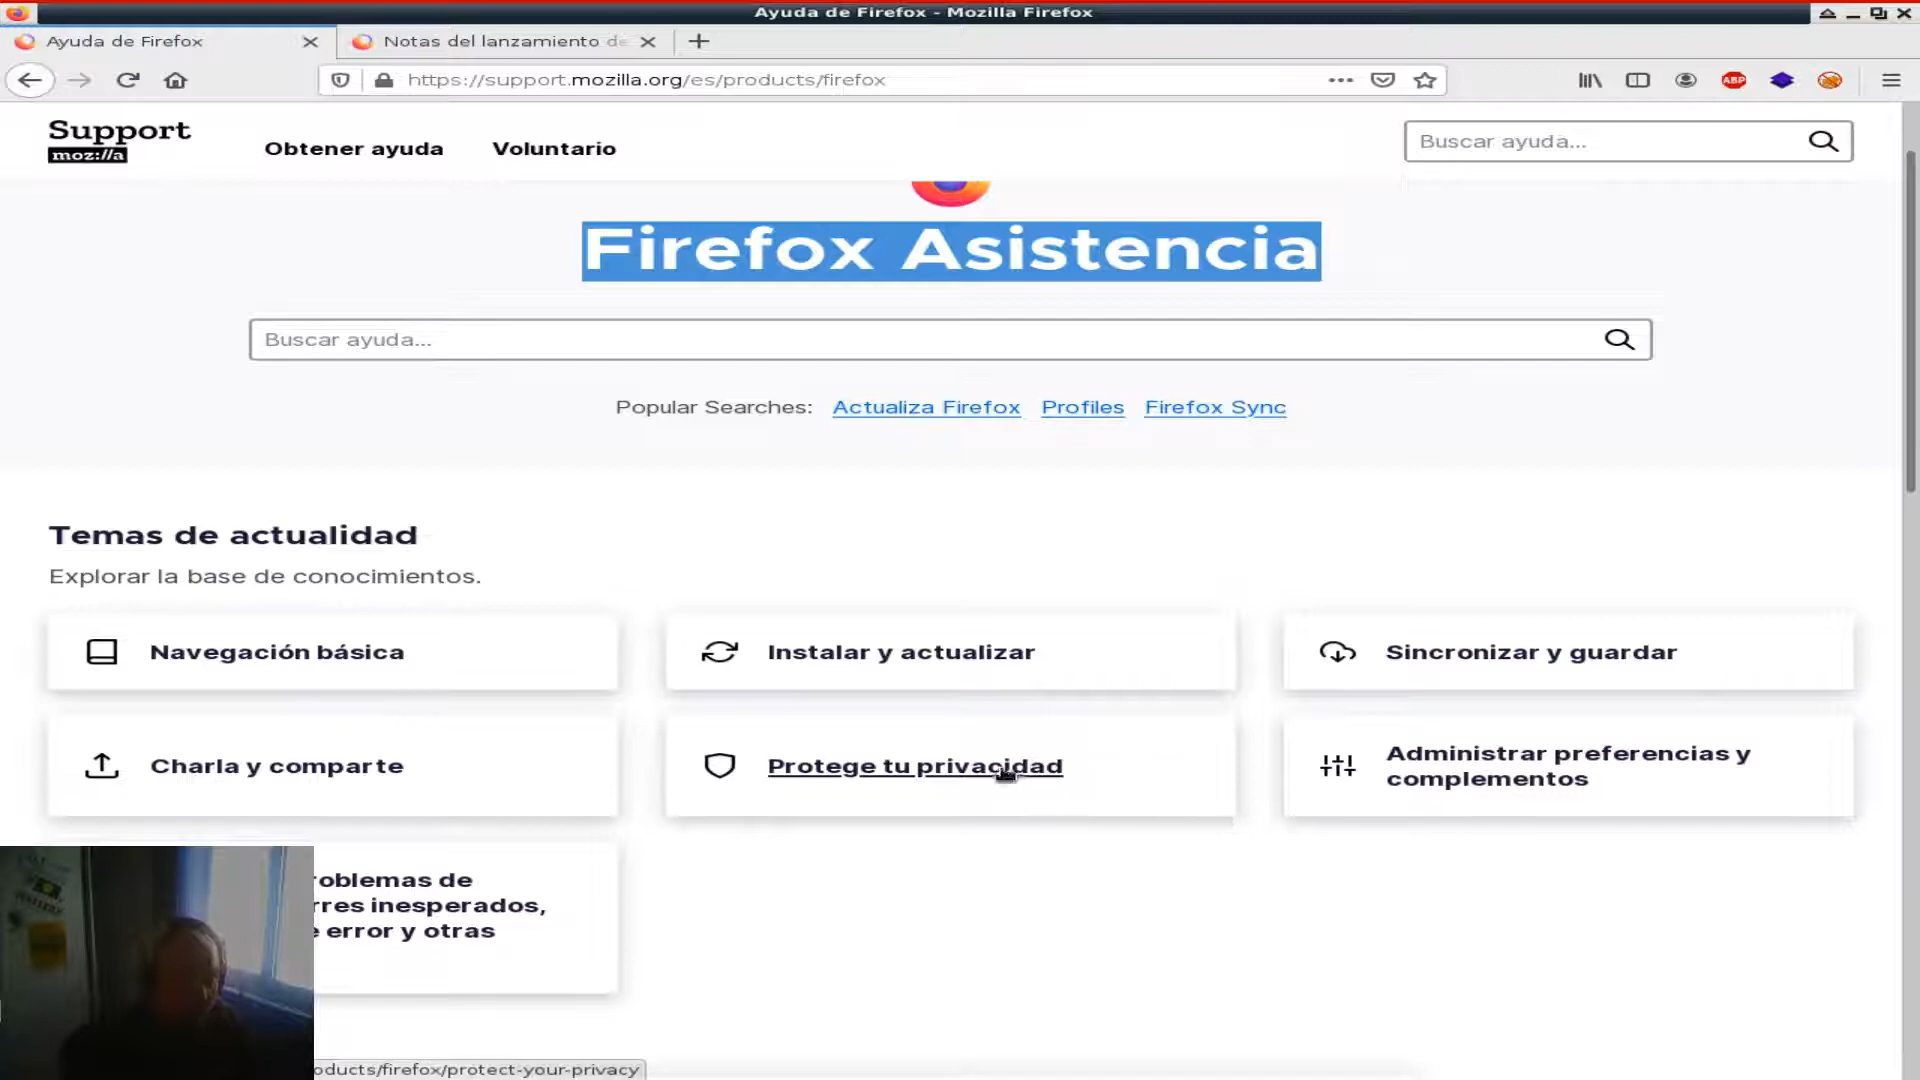 Ayuda de Firefox - Mozilla Firefox
Ayuda de Firefox
Notas del lanzamiento de
https://support.mozilla.org/es/products/firefox
ABP
Support
moz://a
Obtener ayuda
Voluntario
Buscar ayuda...
Firefox Asistencia
Buscar ayuda...
Popular Searches: Actualiza Firefox Profiles Firefox Sync
Temas de actualidad
Explorar la base de conocimientos.
Navegación básica
Instalar y actualizar
Sincronizar y guardar
Charla y comparte
Protege tu privacidad
Administrar preferencias y
complementos
roblemas de
rres inesperados,
e error y otras
oducts/firefox/protect-your-privacy